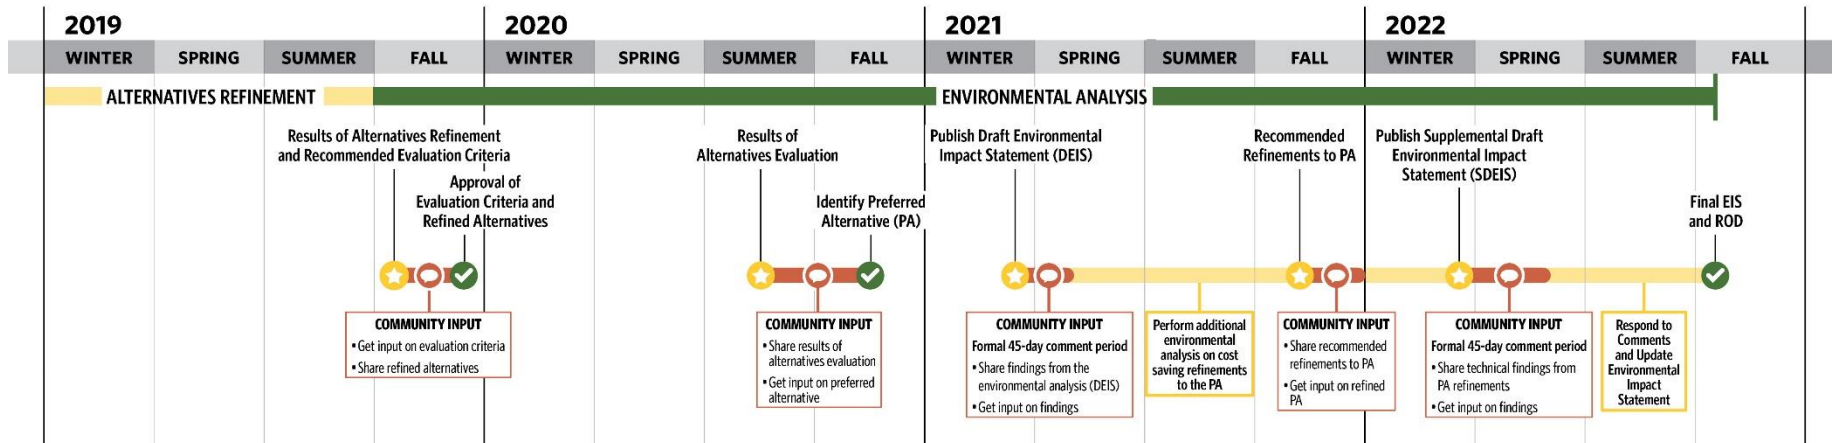 2019
2020
2021
2022
WINTER SPRING SUMMER FALL WINTER SPRING SUMMER FALL WINTER SPRING SUMMER FALL WINTER SPRING SUMMER FALL
ALTERNATIVES REFINEMENT
ENVIRONMENTAL ANALYSIS
Results of Alternatives Refinement
and Recommended Evaluation Criteria
Approval of
Evaluation Criteria and
Refined Alternatives
Results of
Alternatives Evaluation
Identify Preferred
Alternative (PA)
Publish Draft Environmental
Impact Statement (DEIS)
Recommended
Refinements to PA
Publish Supplemental Draft
Environmental Impact
Statement (SDEIS)
Final EIS
and ROD
COMMUNITY INPUT
• Get input on evaluation criteria
• Share refined alternatives
COMMUNITY INPUT
• Share results of
alternatives evaluation
• Get input on preferred
alternative
COMMUNITY INPUT
Formal 45-day comment period
• Share findings from the
environmental analysis (DEIS)
• Get input on findings
Perform additional
environmental
analysis on cost
saving refinements
to the PA
COMMUNITY INPUT
• Share recommended
refinements to PA
• Get input on refined
PA
COMMUNITY INPUT
Formal 45-day comment period
• Share technical findings from
PA refinements
• Get input on findings
Respond to
Comments
and Update
Environmental
Impact
Statement